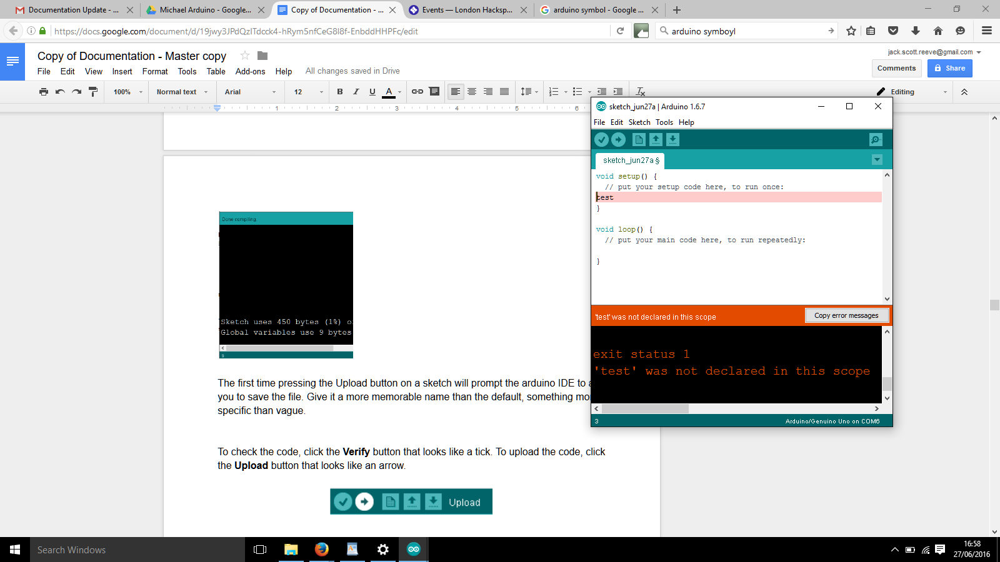 Documentation Update - ...
Michael Arduino - Google...
Copy of Documentation - ...
Events — London Hacksp...
arduino symbol - Google ...
https://docs.google.com/document/d/19jwy3JPdQzITdcck4-hRym5nfCeG8l8f-EnbddHHPFc/edit
arduino symboyl
Copy of Documentation - Master copy
jack.scott.reeve@gmail.com
File Edit View Insert Format Tools Table Add-ons Help All changes saved in Drive
Comments
Share
100% Normal text Arial 12 B I U A Editing
1 2 3 4 5 6
sketch_jun27a | Arduino 1.6.7
File Edit Sketch Tools Help
sketch_jun27a §
void setup() {
// put your setup code here, to run once:
test
}
void loop() {
// put your main code here, to run repeatedly:
}
'test' was not declared in this scope
Copy error messages
exit status 1
'test' was not declared in this scope
3
Arduino/Genuino Uno on COM6
Done compiling.
Sketch uses 450 bytes (1%)
Global variables use 9 bytes
9
The first time pressing the Upload button on a sketch will prompt the arduino IDE to
you to save the file. Give it a more memorable name than the default, something
specific than vague.
To check the code, click the Verify button that looks like a tick. To upload the code, click
the Upload button that looks like an arrow.
Upload
Search Windows
16:58
27/06/2016